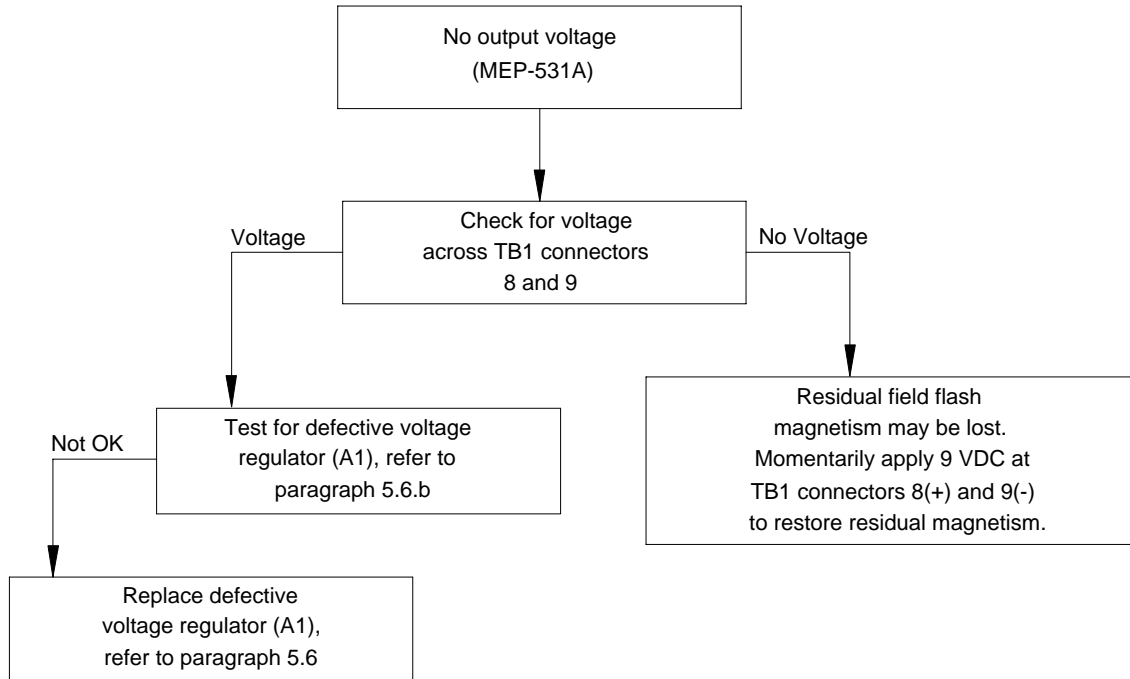 No output voltage
(MEP-531A)
Check for voltage
across TB1 connectors
8 and 9
Voltage
No Voltage
Residual field flash
magnetism may be lost.
Momentarily apply 9 VDC at
TB1 connectors 8(+) and 9(-)
to restore residual magnetism.
Test for defective voltage
regulator (A1), refer to
paragraph 5.6.b
Not OK
Replace defective
voltage regulator (A1),
refer to paragraph 5.6